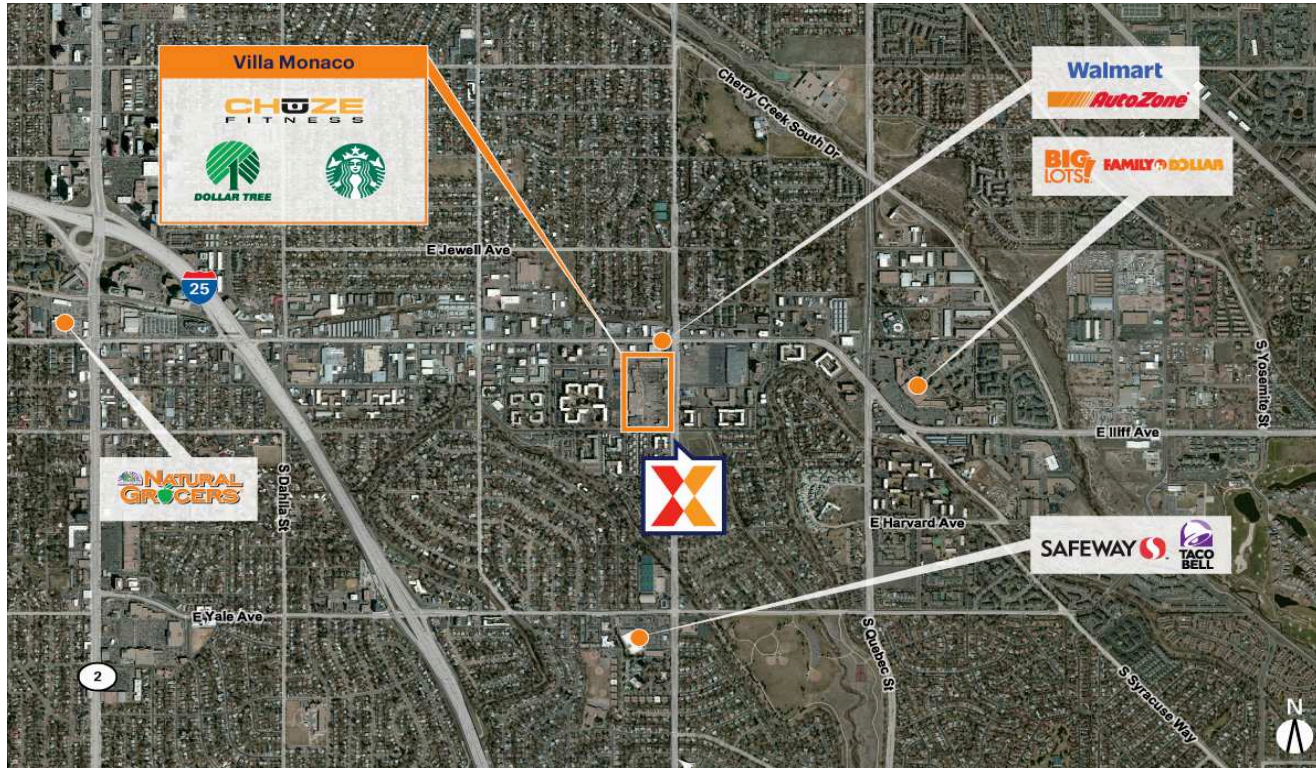 Villa Monaco
CHUZE
FITNESS
DOLLAR TREE
Walmart
AutoZone
BIG
LOTS!
FAMILY DOLLAR
Cherry Creek South Dr
E Jewell Ave
25
S Yosemite St
E Iliff Ave
NATURAL
GROCERS
S Dahlia St
E Harvard Ave
SAFEWAY
TACO
BELL
E Yale Ave
S Quebec St
2
S Syracuse Way
N